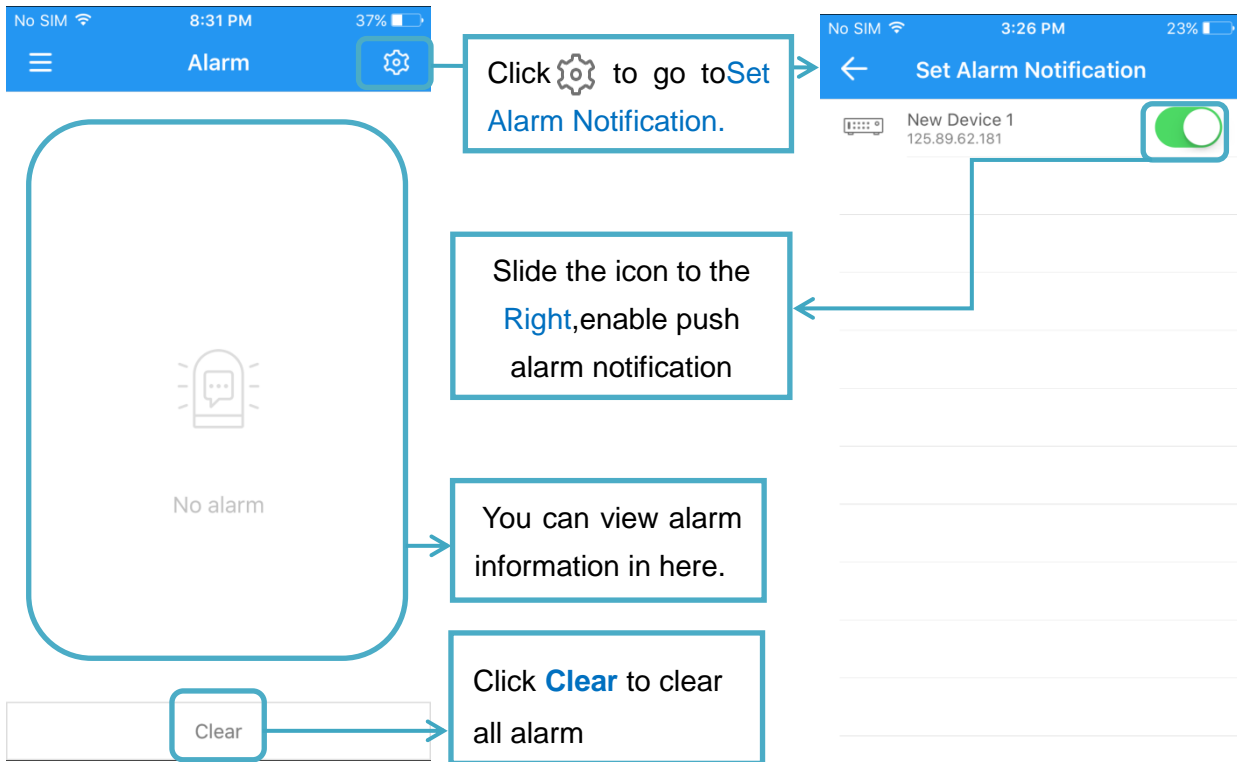 No SIM 8:31 PM 37%
Alarm
No alarm
Clear
Click to go toSet
Alarm Notification.
Slide the icon to the
Right,enable push
alarm notification
You can view alarm
information in here.
Click Clear to clear
all alarm
No SIM 3:26 PM 23%
Set Alarm Notification
New Device 1
125.89.62.181